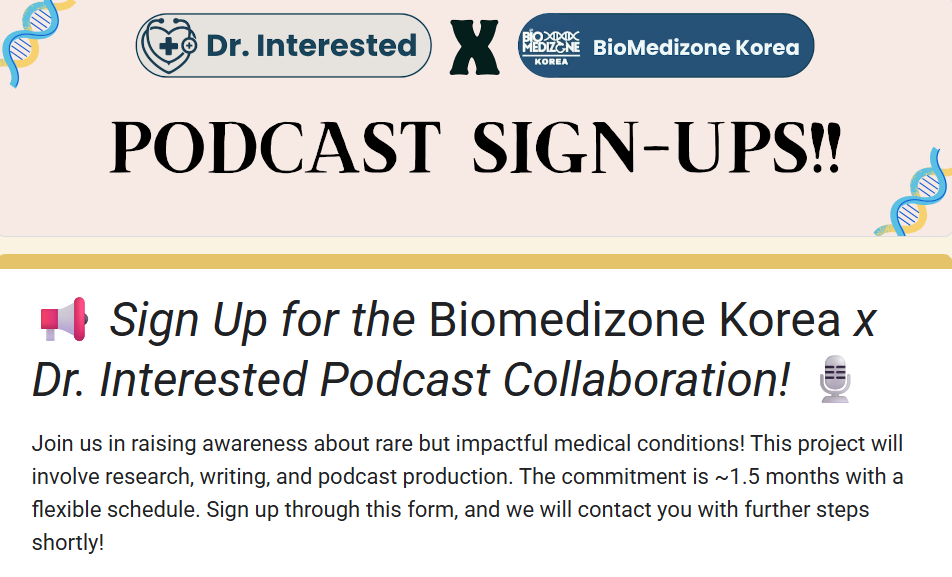 Dr. Interested X BIO MEDIZONE KOREA BioMedizone Korea
PODCAST SIGN-UPS!!
📢 Sign Up for the Biomedizone Korea x
Dr. Interested Podcast Collaboration! 🎙️
Join us in raising awareness about rare but impactful medical conditions! This project will
involve research, writing, and podcast production. The commitment is ~1.5 months with a
flexible schedule. Sign up through this form, and we will contact you with further steps
shortly!